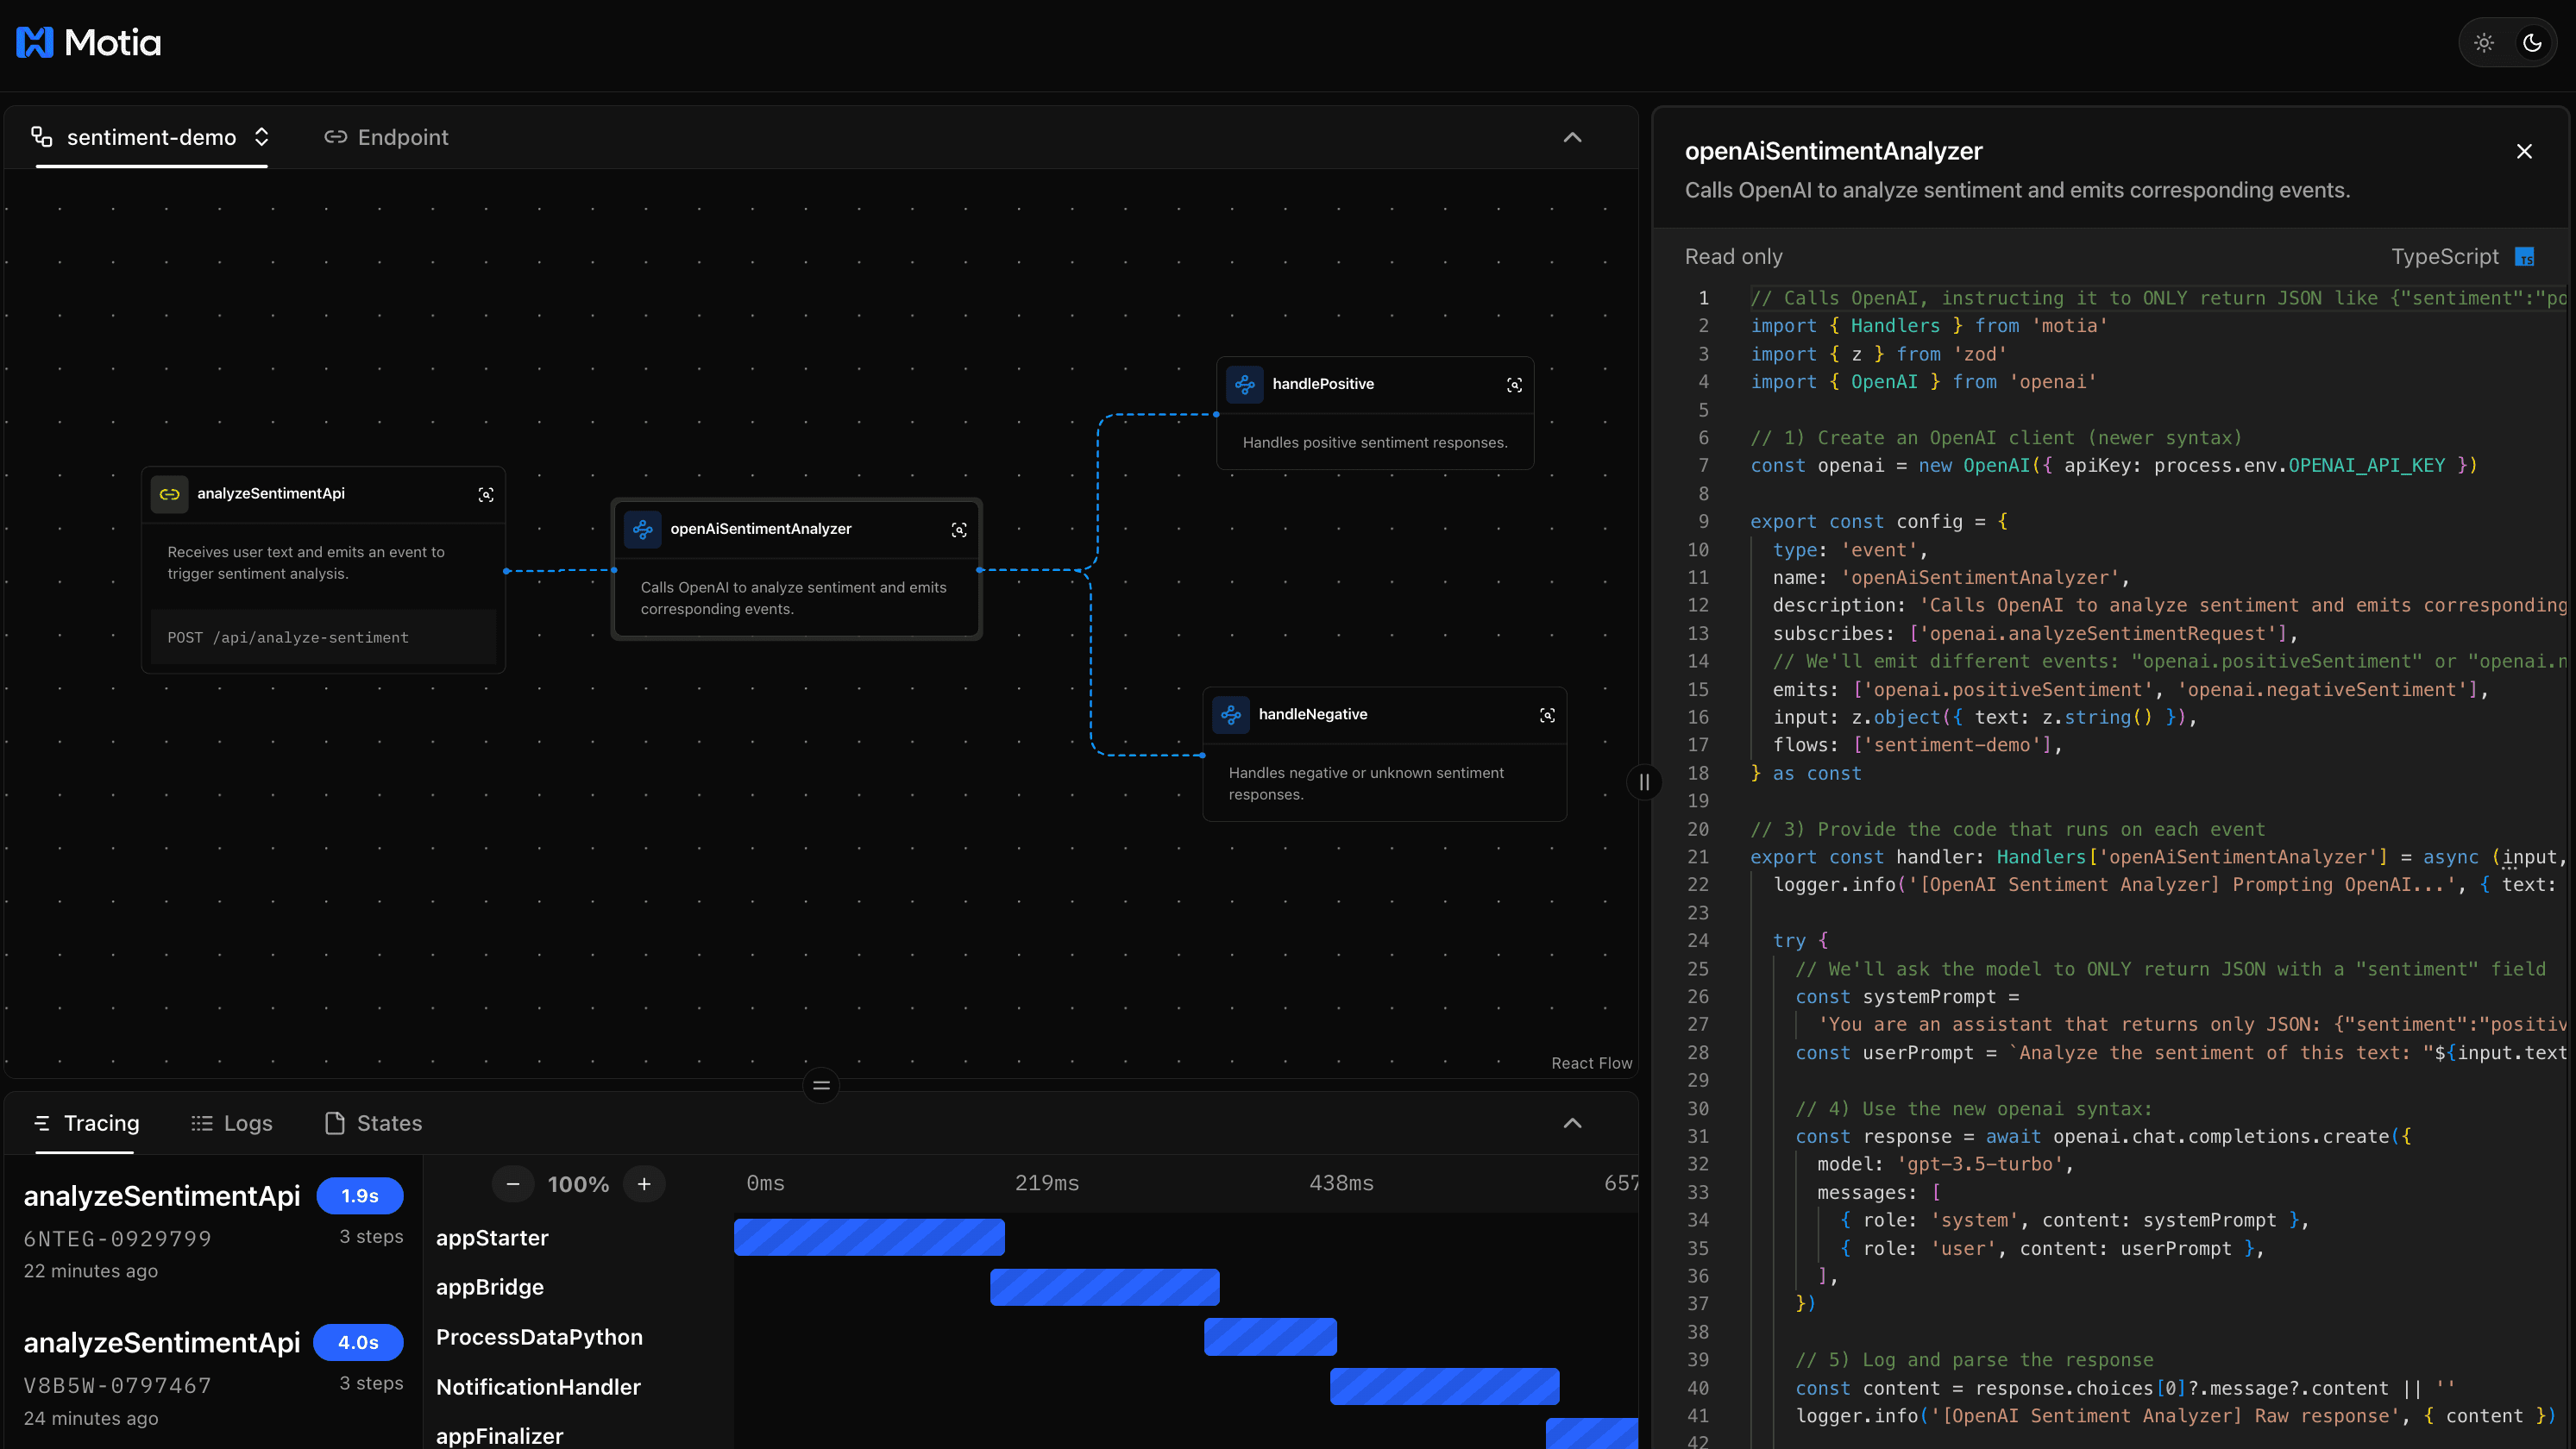 Motia
sentiment-demo
Endpoint
analyzeSentimentApi
Receives user text and emits an event to
trigger sentiment analysis.
POST /api/analyze-sentiment
openAiSentimentAnalyzer
Calls OpenAI to analyze sentiment and emits
corresponding events.
handlePositive
Handles positive sentiment responses.
handleNegative
Handles negative or unknown sentiment
responses.
React Flow
Tracing
Logs
States
analyzeSentimentApi 1.9s
6NTEG-0929799 3 steps
22 minutes ago
analyzeSentimentApi 4.0s
V8B5W-0797467 3 steps
24 minutes ago
100%
0ms 219ms 438ms 657
appStarter
appBridge
ProcessDataPython
NotificationHandler
appFinalizer
openAiSentimentAnalyzer
Calls OpenAI to analyze sentiment and emits corresponding events.
Read only TypeScript TS
1 // Calls OpenAI, instructing it to ONLY return JSON like {"sentiment":"po
2 import { Handlers } from 'motia'
3 import { z } from 'zod'
4 import { OpenAI } from 'openai'
5
6 // 1) Create an OpenAI client (newer syntax)
7 const openai = new OpenAI({ apiKey: process.env.OPENAI_API_KEY })
8
9 export const config = {
10 type: 'event',
11 name: 'openAiSentimentAnalyzer',
12 description: 'Calls OpenAI to analyze sentiment and emits corresponding
13 subscribes: ['openai.analyzeSentimentRequest'],
14 // We'll emit different events: "openai.positiveSentiment" or "openai.n
15 emits: ['openai.positiveSentiment', 'openai.negativeSentiment'],
16 input: z.object({ text: z.string() }),
17 flows: ['sentiment-demo'],
18 } as const
19
20 // 3) Provide the code that runs on each event
21 export const handler: Handlers['openAiSentimentAnalyzer'] = async (input,
22 logger.info('[OpenAI Sentiment Analyzer] Prompting OpenAI...', { text:
23
24 try {
25 // We'll ask the model to ONLY return JSON with a "sentiment" field
26 const systemPrompt =
27 'You are an assistant that returns only JSON: {"sentiment":"positiv
28 const userPrompt = `Analyze the sentiment of this text: "${input.text
29
30 // 4) Use the new openai syntax:
31 const response = await openai.chat.completions.create({
32 model: 'gpt-3.5-turbo',
33 messages: [
34 { role: 'system', content: systemPrompt },
35 { role: 'user', content: userPrompt },
36 ],
37 })
38
39 // 5) Log and parse the response
40 const content = response.choices[0]?.message?.content || ''
41 logger.info('[OpenAI Sentiment Analyzer] Raw response', { content })
42